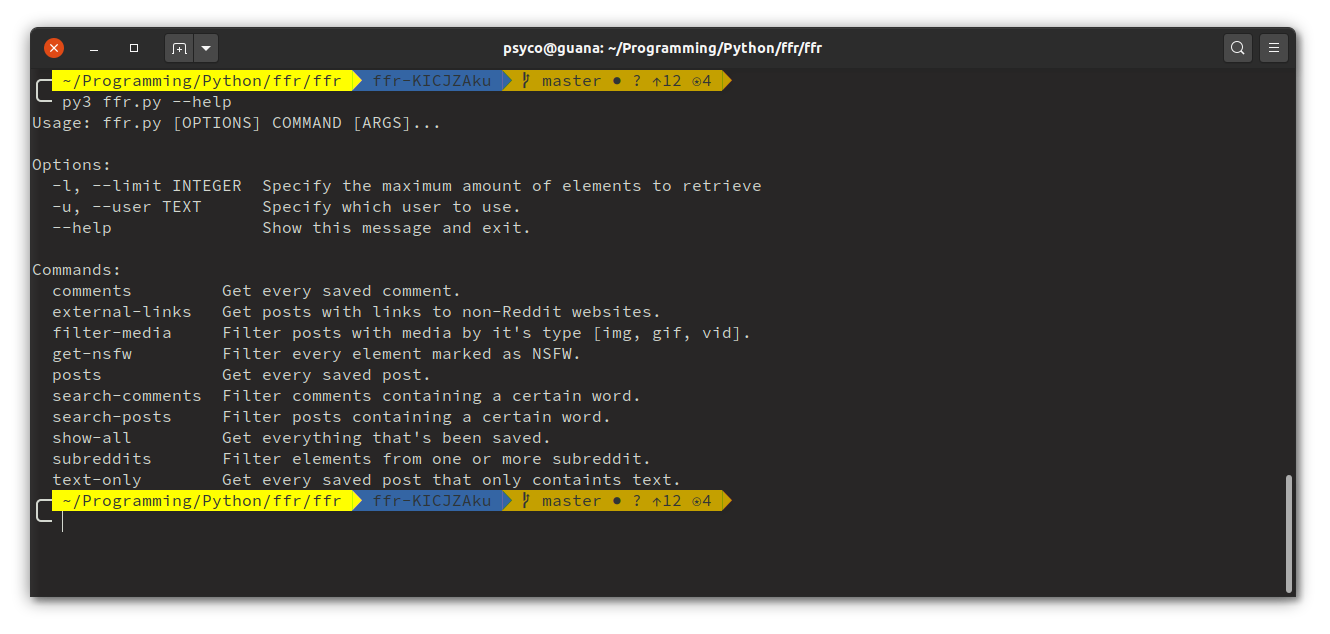 psyco@guana: ~/Programming/Python/ffr/ffr
~/Programming/Python/ffr/ffr ffr-KICJZAku master ● ? ↑12 ⍟4
py3 ffr.py --help
Usage: ffr.py [OPTIONS] COMMAND [ARGS]...
Options:
-l, --limit INTEGER Specify the maximum amount of elements to retrieve
-u, --user TEXT Specify which user to use.
--help Show this message and exit.
Commands:
comments Get every saved comment.
external-links Get posts with links to non-Reddit websites.
filter-media Filter posts with media by it's type [img, gif, vid].
get-nsfw Filter every element marked as NSFW.
posts Get every saved post.
search-comments Filter comments containing a certain word.
search-posts Filter posts containing a certain word.
show-all Get everything that's been saved.
subreddits Filter elements from one or more subreddit.
text-only Get every saved post that only containts text.
~/Programming/Python/ffr/ffr ffr-KICJZAku master ● ? ↑12 ⍟4